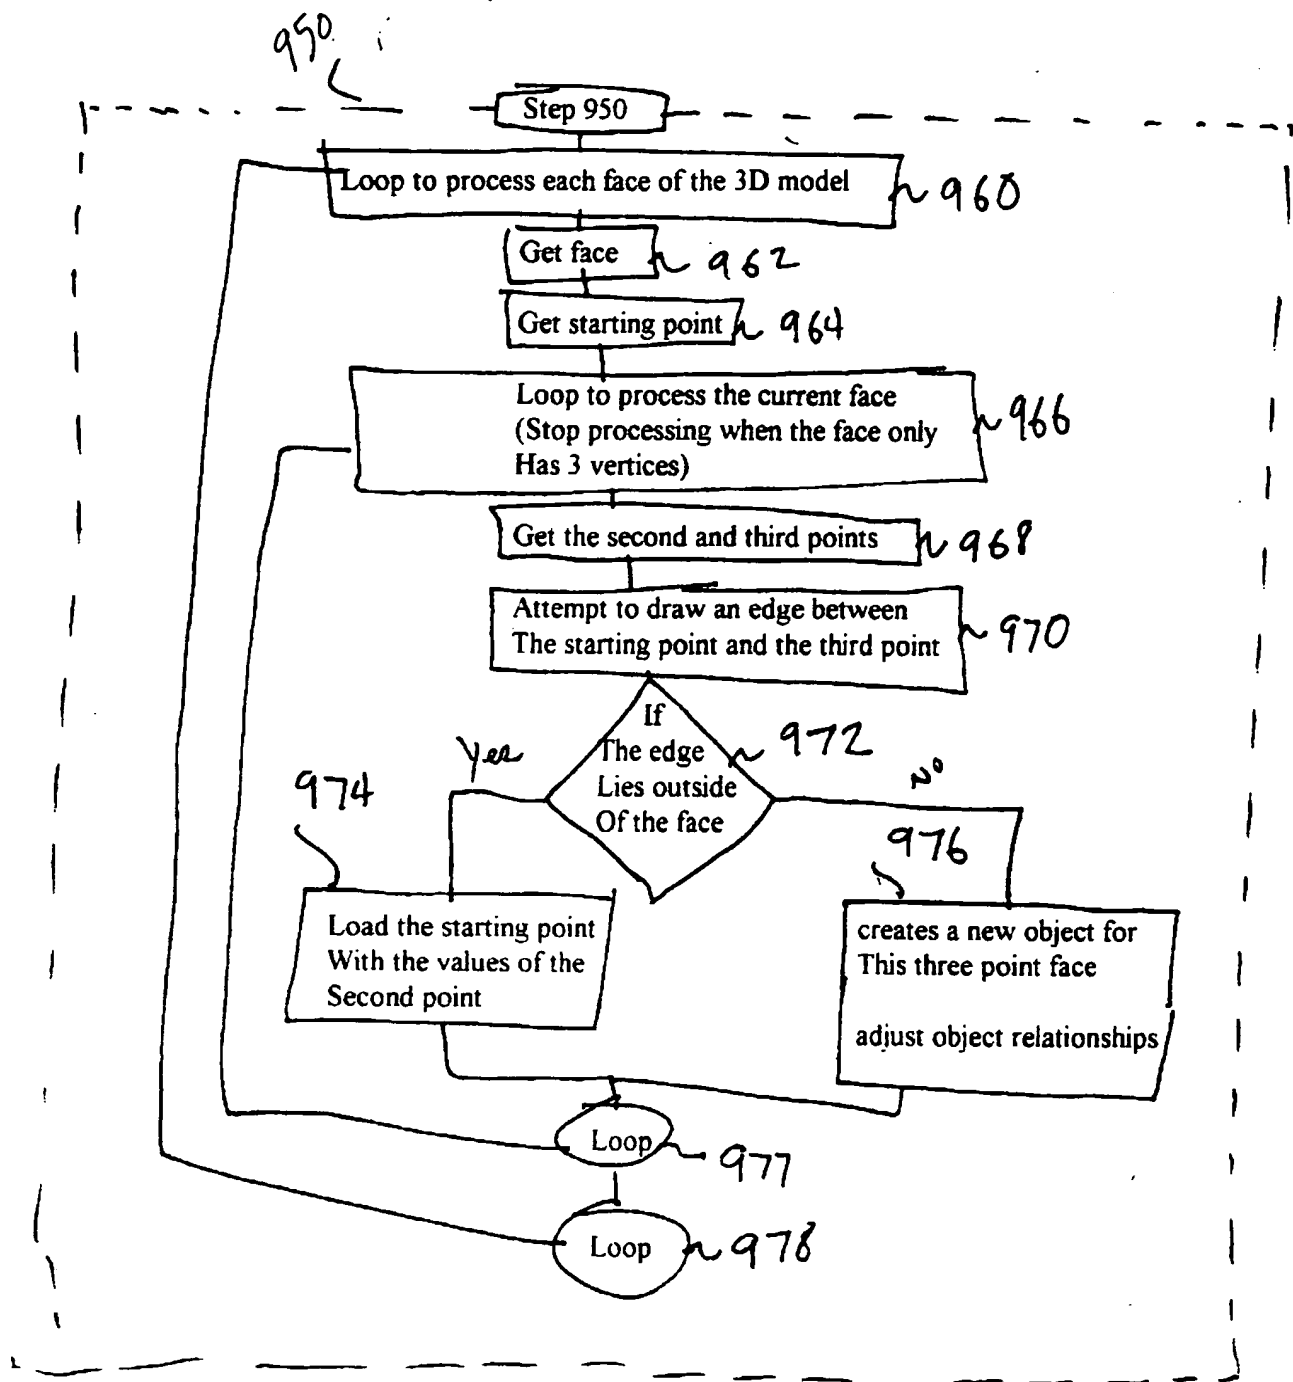 950
Step 950
Loop to process each face of the 3D model
960
Get face
962
Get starting point
964
Loop to process the current face
(Stop processing when the face only
Has 3 vertices)
966
Get the second and third points
968
Attempt to draw an edge between
The starting point and the third point
970
If
The edge
Lies outside
Of the face
972
Yes
No
974
976
Load the starting point
With the values of the
Second point
creates a new object for
This three point face
adjust object relationships
Loop
977
Loop
978